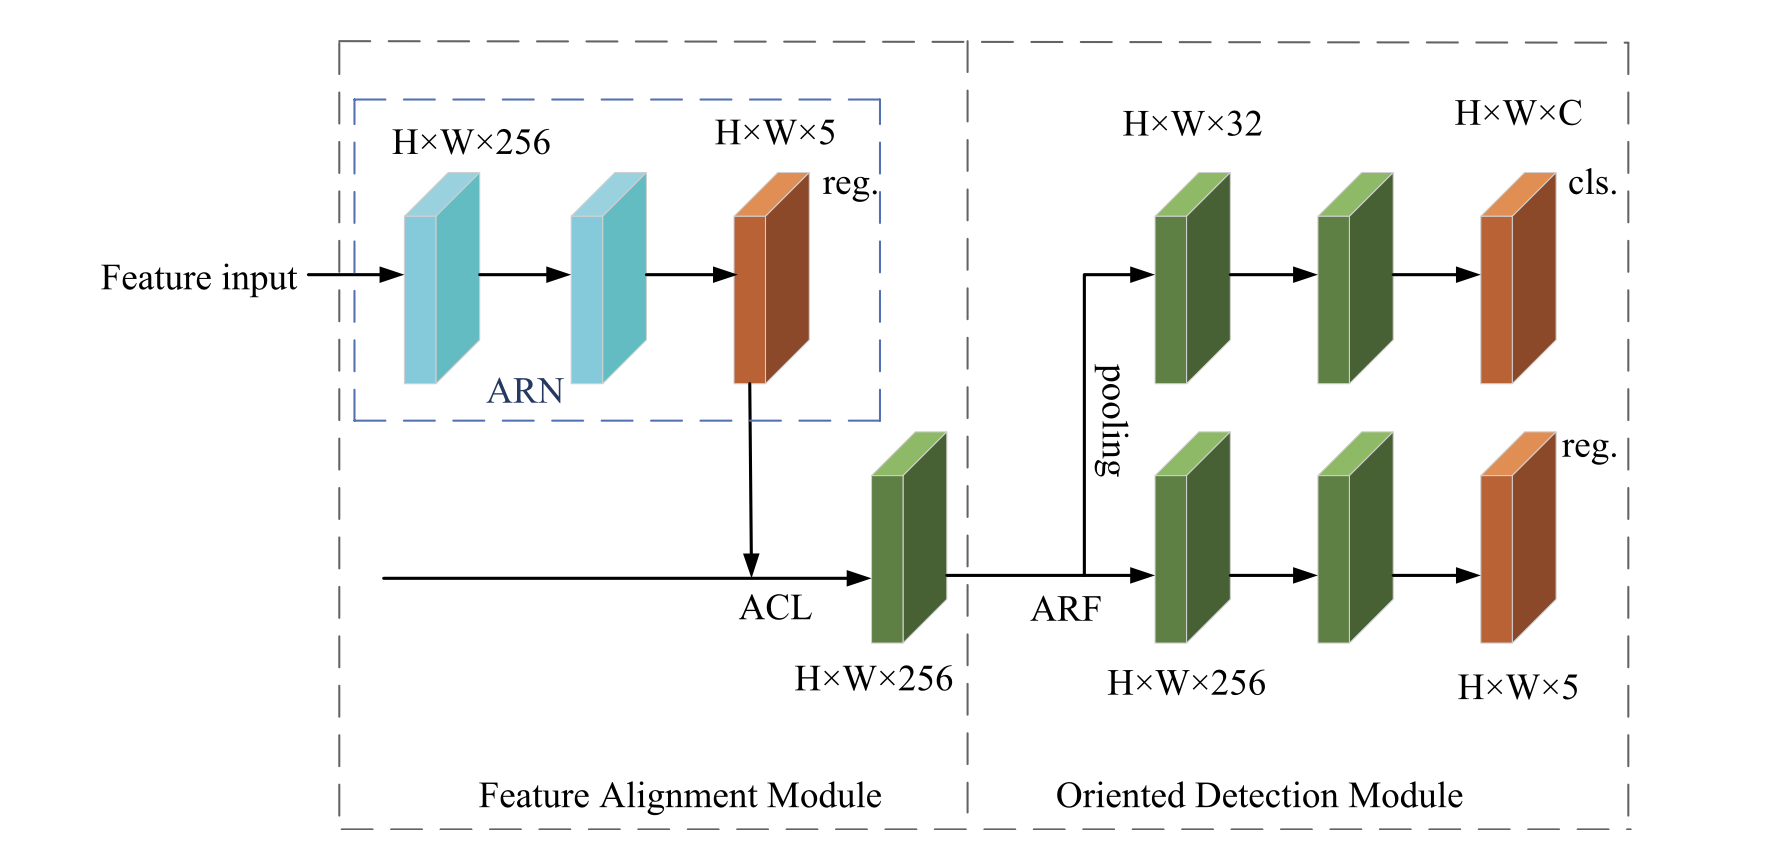 H×W×256
H×W×5
reg.
Feature input
ARN
ACL
H×W×256
Feature Alignment Module
H×W×32
H×W×C
cls.
pooling
reg.
ARF
H×W×256
H×W×5
Oriented Detection Module